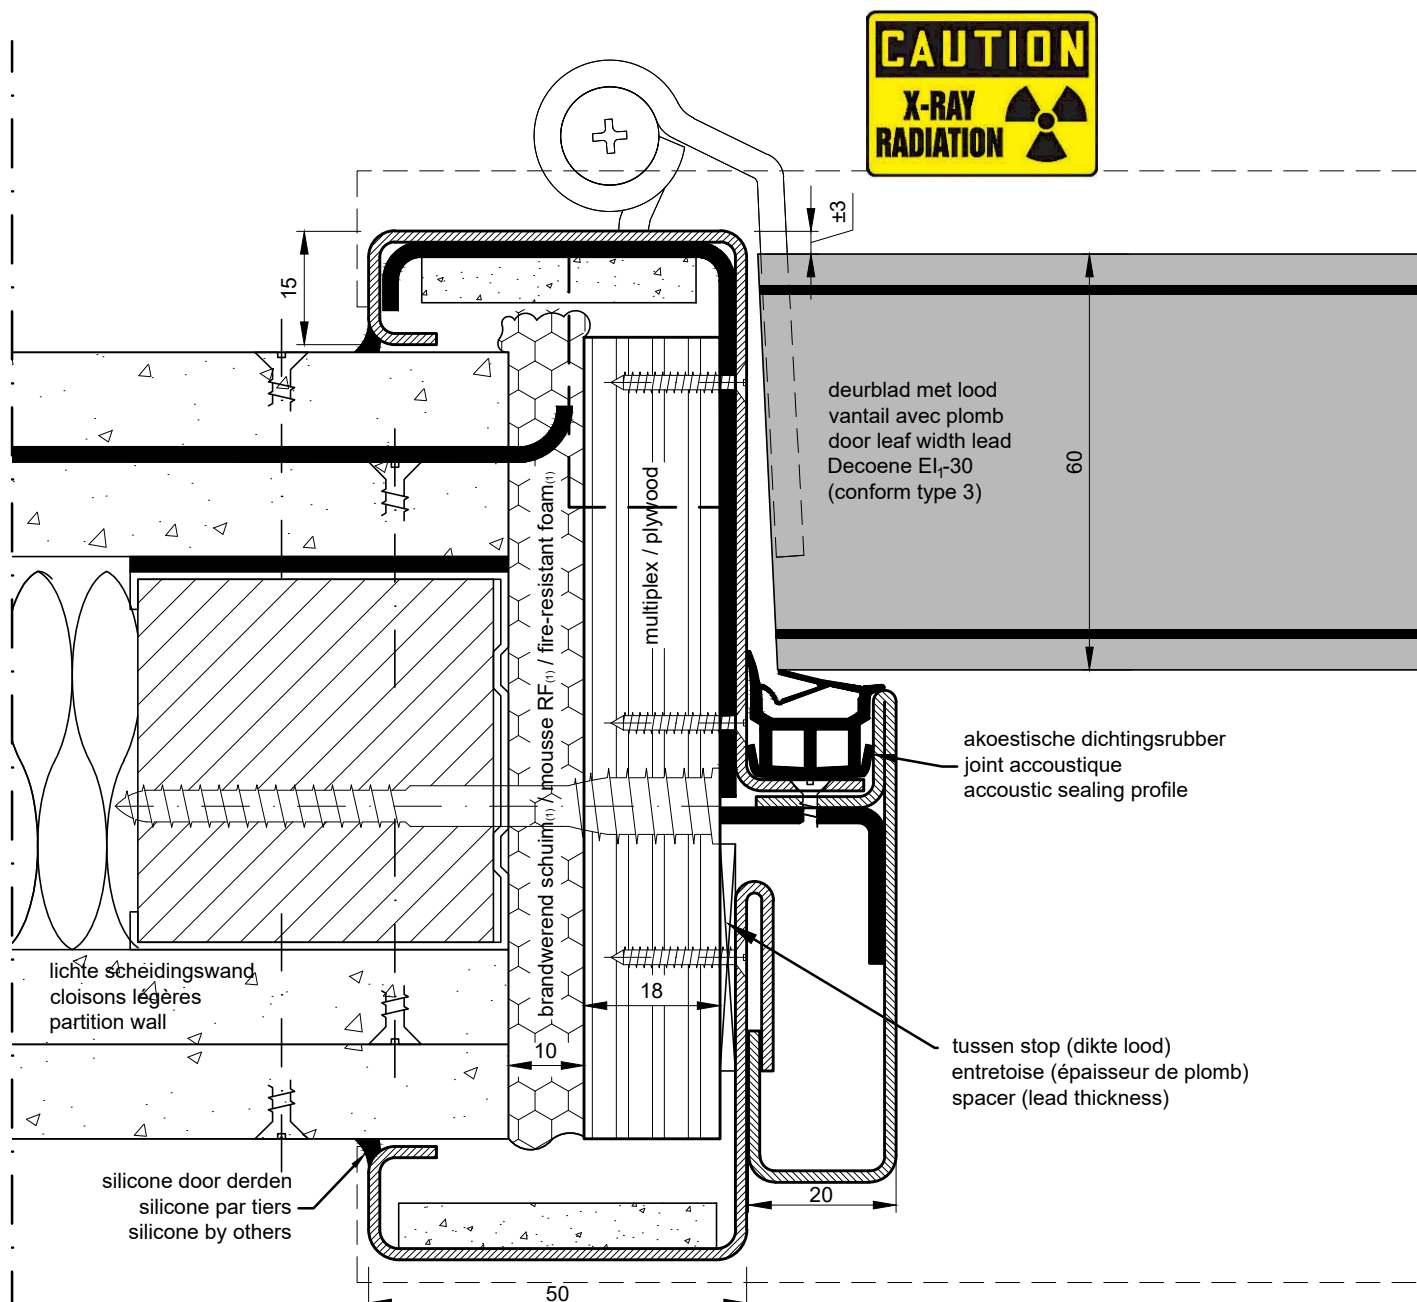 CAUTION
X-RAY
RADIATION
±3
15
deurblad met lood
vantail avec plomb
door leaf width lead
Decoene EI₁-30
(conform type 3)
60
brandwerend schuim(1) / mousse RF(1) / fire-resistant foam(1)
multiplex / plywood
akoestische dichtingsrubber
joint accoustique
accoustic sealing profile
lichte scheidingswand
cloisons légères
partition wall
18
10
tussen stop (dikte lood)
entretoise (épaisseur de plomb)
spacer (lead thickness)
silicone door derden
silicone par tiers
silicone by others
20
50